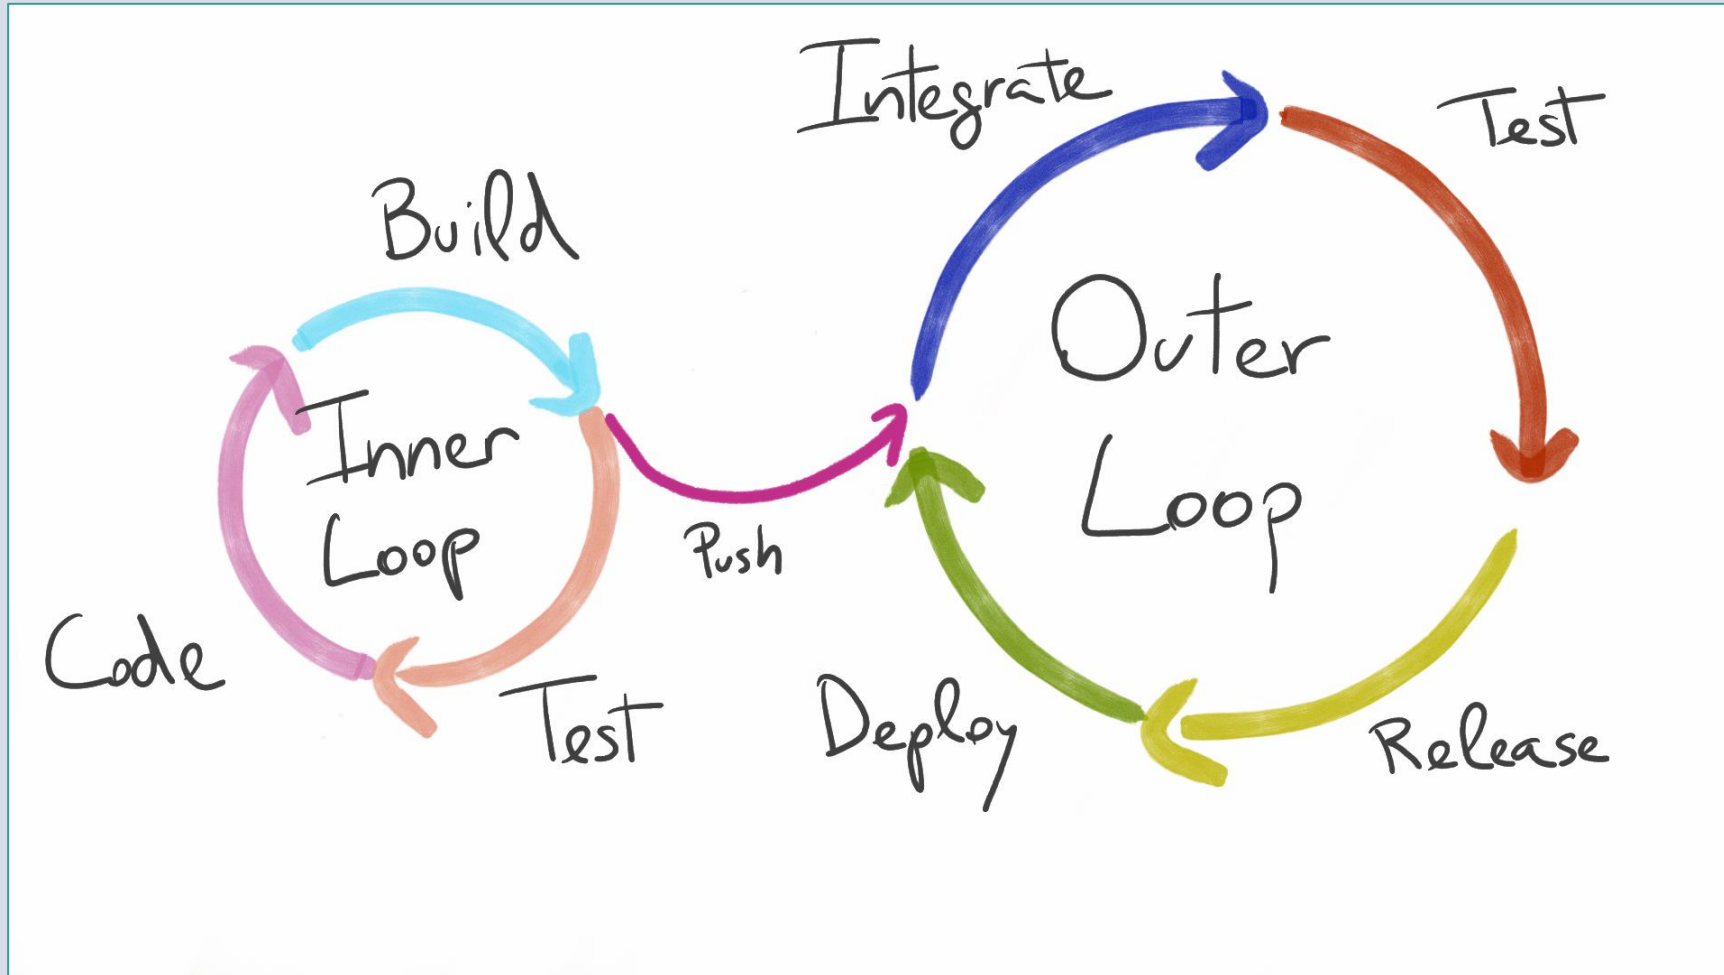 Integrate
Test
Build
Outer
Loop
Inner
Loop
Push
Code
Test
Deploy
Release